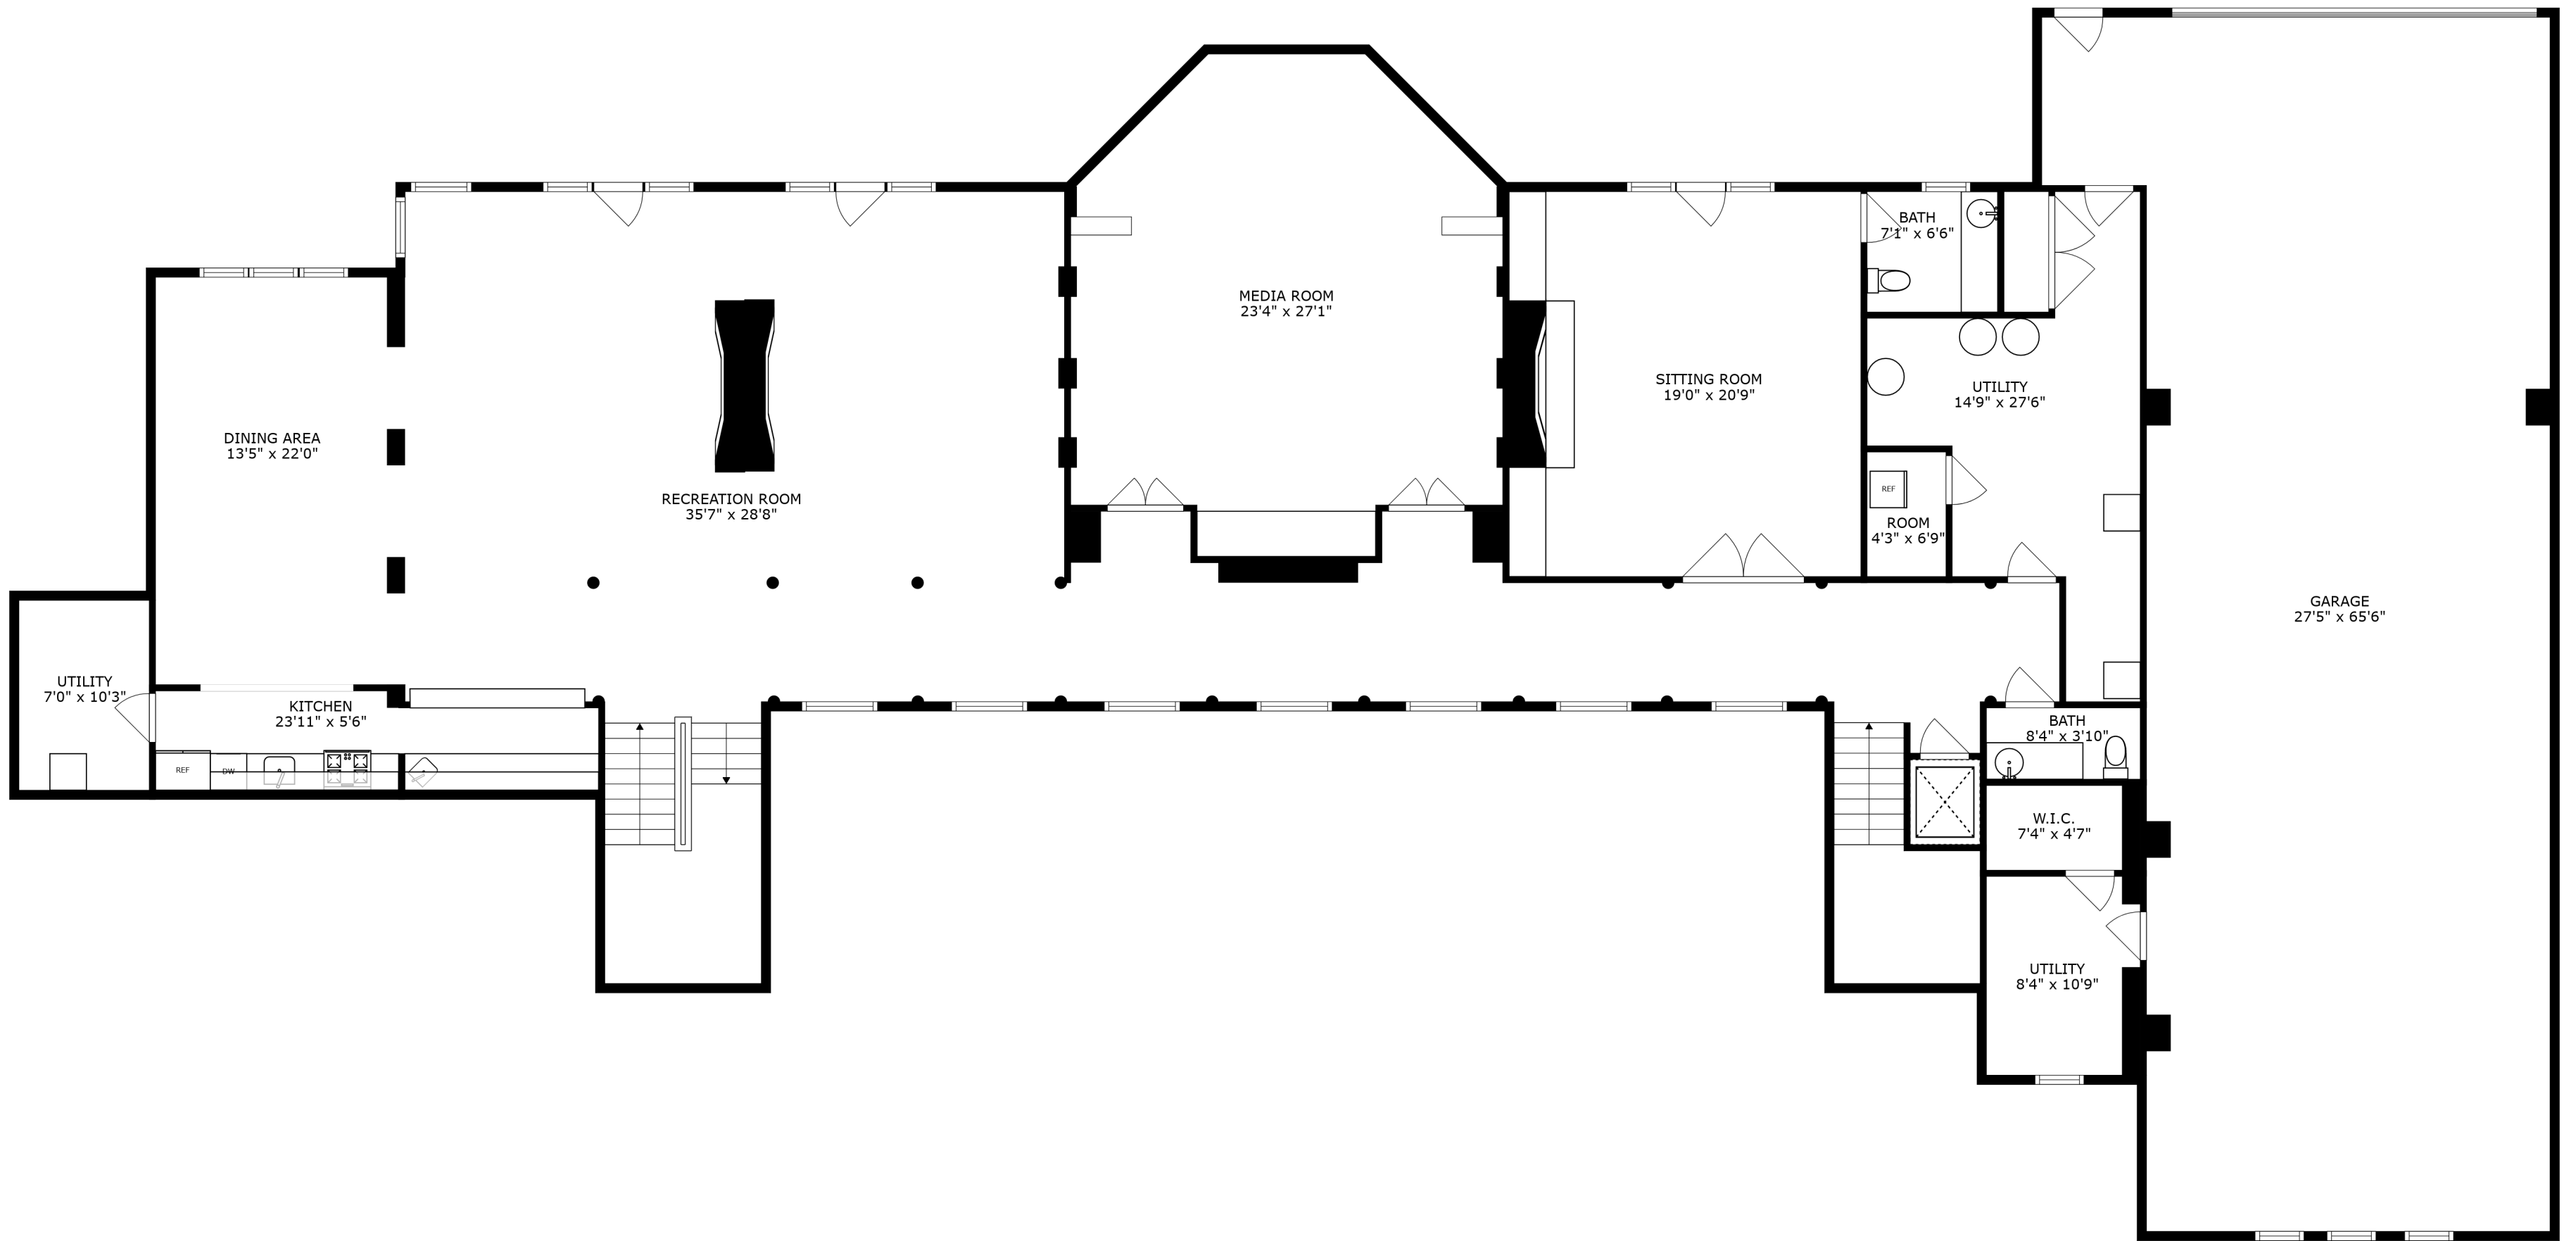 BATH
7'1" x 6'6"
MEDIA ROOM
23'4" x 27'1"
SITTING ROOM
19'0" x 20'9"
UTILITY
14'9" x 27'6"
DINING AREA
13'5" x 22'0"
RECREATION ROOM
35'7" x 28'8"
REF
ROOM
4'3" x 6'9"
GARAGE
27'5" x 65'6"
UTILITY
7'0" x 10'3"
KITCHEN
23'11" x 5'6"
BATH
8'4" x 3'10"
REF
DW
W.I.C.
7'4" x 4'7"
UTILITY
8'4" x 10'9"